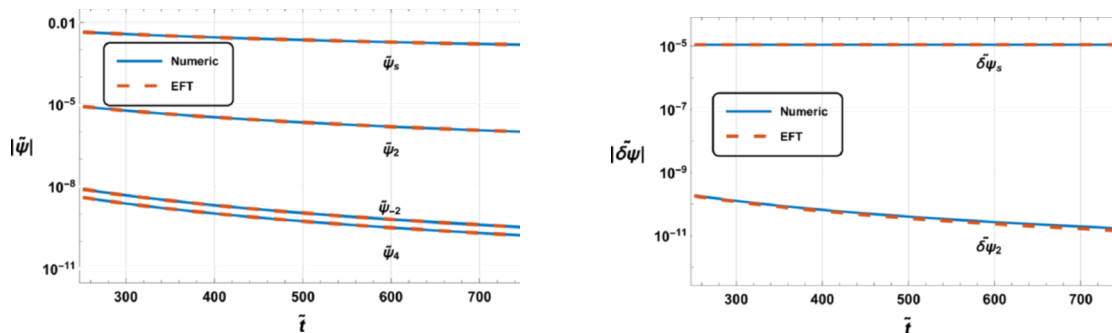 0.01
10⁻⁵
10⁻⁸
10⁻¹¹
|ψ̃|
Numeric
EFT
ψ̃ₛ
ψ̃₂
ψ̃₋₂
ψ̃₄
300 400 500 600 700
t̃
10⁻⁵
10⁻⁷
10⁻⁹
10⁻¹¹
|δ̃ψ|
Numeric
EFT
δ̃ψₛ
δ̃ψ₂
300 400 500 600 700
t̃